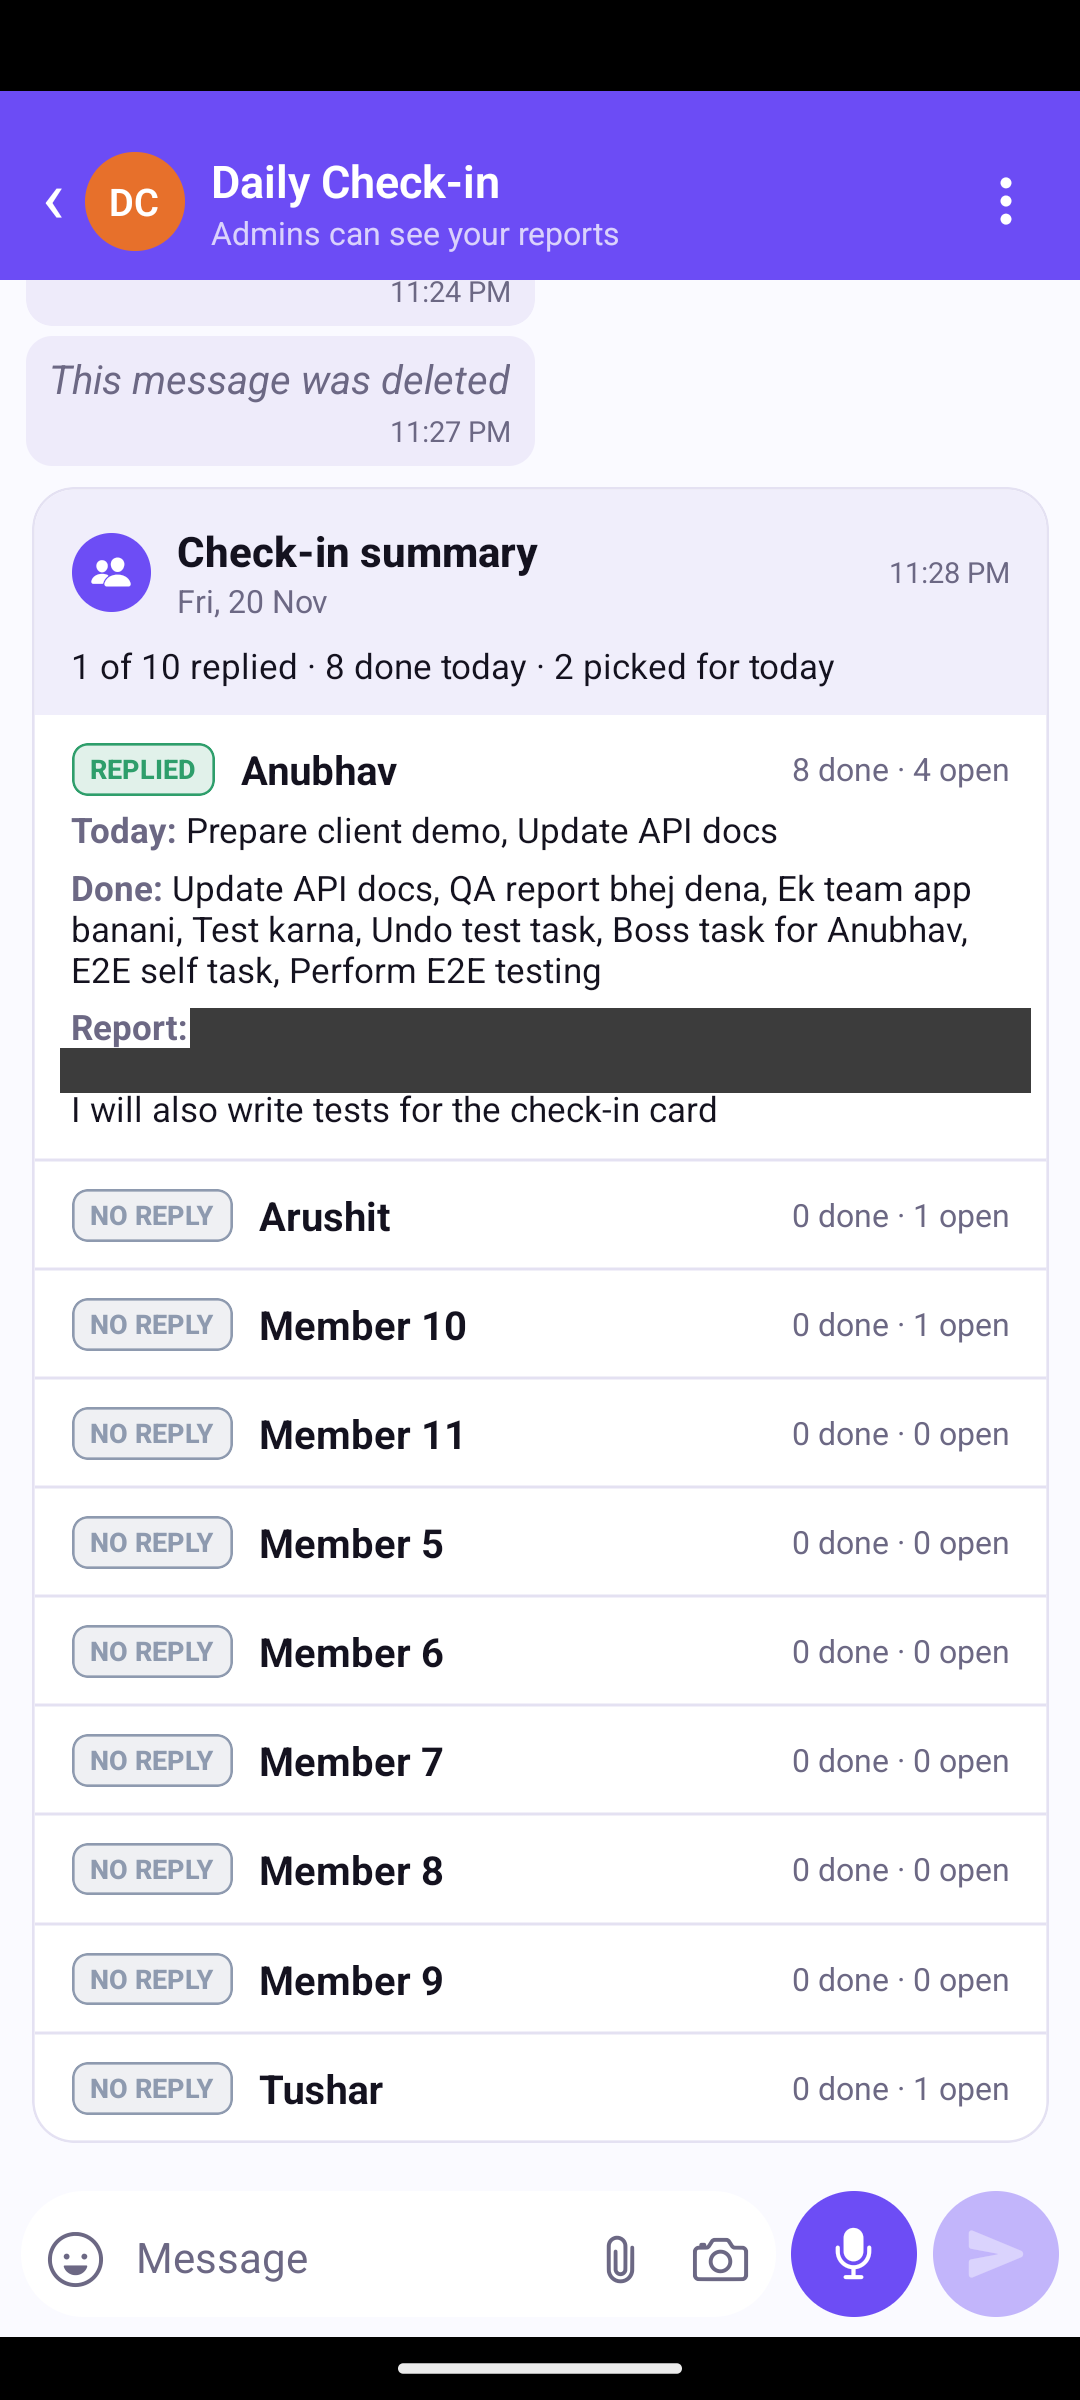 DC
Daily Check-in
Admins can see your reports
11:24 PM
This message was deleted
11:27 PM
Check-in summary
Fri, 20 Nov
11:28 PM
1 of 10 replied · 8 done today · 2 picked for today
REPLIED Anubhav 8 done · 4 open
Today: Prepare client demo, Update API docs
Done: Update API docs, QA report bhej dena, Ek team app
banani, Test karna, Undo test task, Boss task for Anubhav,
E2E self task, Perform E2E testing
Report:
I will also write tests for the check-in card
NO REPLY Arushit 0 done · 1 open
NO REPLY Member 10 0 done · 1 open
NO REPLY Member 11 0 done · 0 open
NO REPLY Member 5 0 done · 0 open
NO REPLY Member 6 0 done · 0 open
NO REPLY Member 7 0 done · 0 open
NO REPLY Member 8 0 done · 0 open
NO REPLY Member 9 0 done · 0 open
NO REPLY Tushar 0 done · 1 open
Message